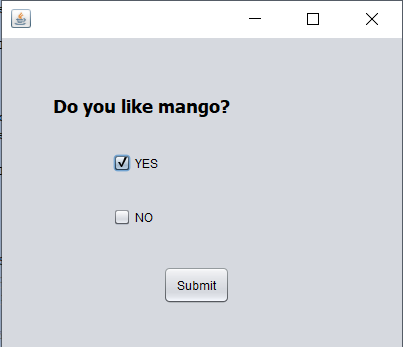 Do you like mango?
YES
NO
Submit